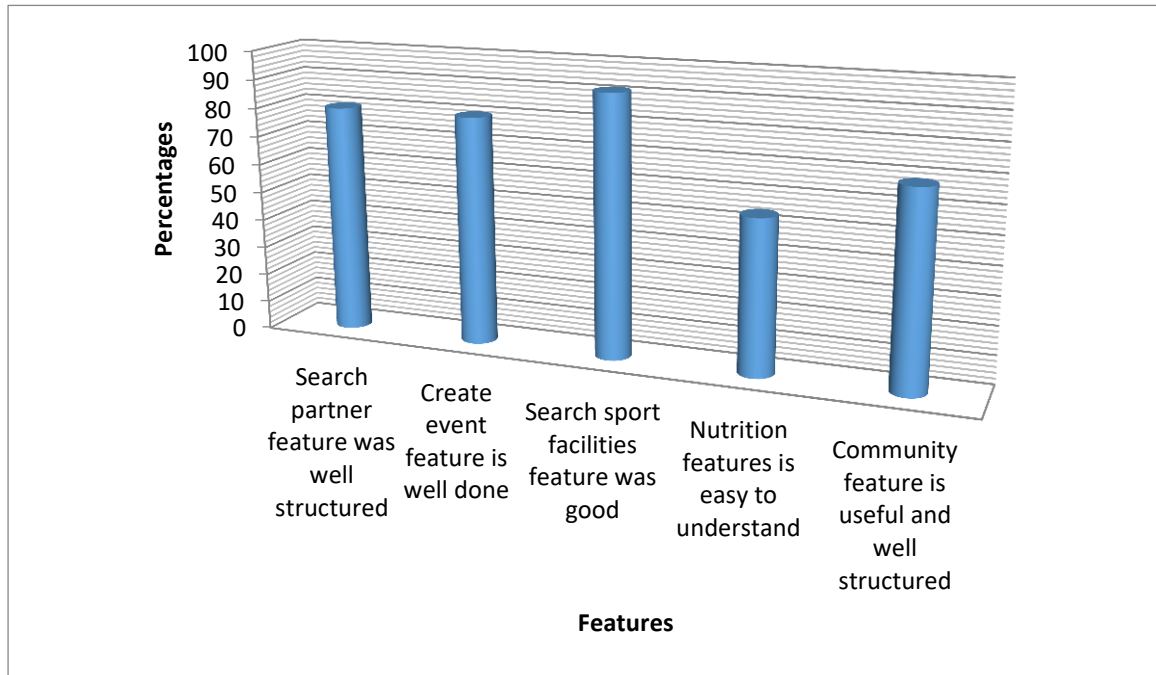 100
90
80
70
60
50
40
30
20
10
0
Percentages
Search
partner
feature was
well
structured
Create
event
feature is
well done
Search sport
facilities
feature was
good
Nutrition
features is
easy to
understand
Community
feature is
useful and
well
structured
Features